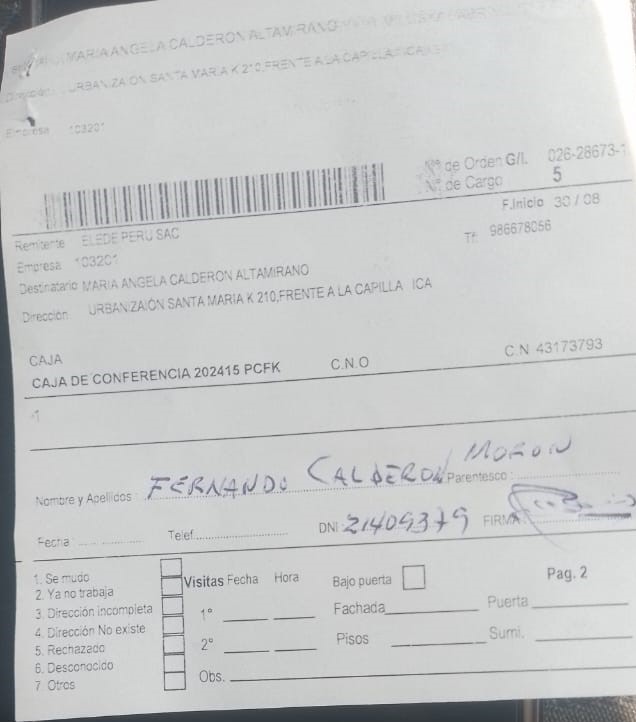 MARIA ANGELA CALDERON ALTAMIRANO
Dirección URBANIZAION SANTA MARIA K 210,FRENTE A LA CAPILLA ICA
Empresa 103201
Nº de Orden G/I. 026-28673-1
Nº de Cargo 5
F.Inicio 30 / 08
Remitente ELEDE PERU SAC
Tf: 986678056
Empresa 103201
Destinatario MARIA ANGELA CALDERON ALTAMIRANO
Dirección URBANIZAION SANTA MARIA K 210,FRENTE A LA CAPILLA ICA
CAJA
CAJA DE CONFERENCIA 202415 PCFK C.N.O C.N 43173793
-1
Nombre y Apellidos : FERNANDO CALDERON MORON Parentesco :
Fecha Telef. DNI: 21409379 FIRMA:
1. Se mudo
2. Ya no trabaja
3. Dirección incompleta
4. Dirección No existe
5. Rechazado
6. Desconocido
7 Otros
Visitas Fecha Hora Bajo puerta Pag. 2
1° Fachada Puerta
2° Pisos Sumi.
Obs.